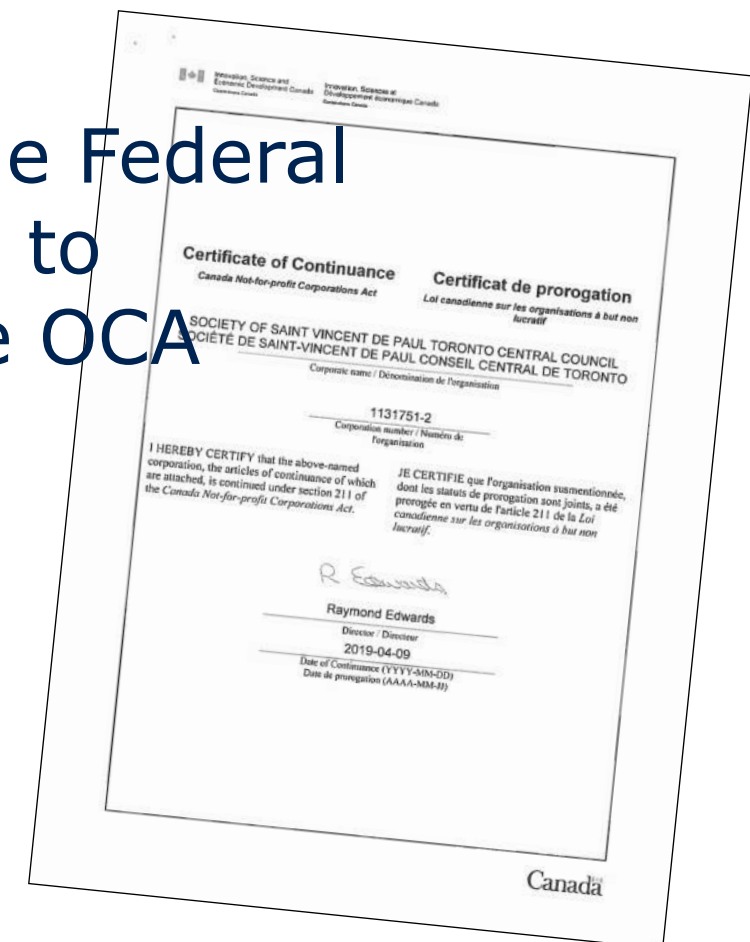 e Federal
to
e OCA
Innovation, Science and
Economic Development Canada
Corporations Canada
Innovation, Sciences et
Développement économique Canada
Corporations Canada
Certificate of Continuance
Canada Not-for-profit Corporations Act
Certificat de prorogation
Loi canadienne sur les organisations à but non
lucratif
SOCIETY OF SAINT VINCENT DE PAUL TORONTO CENTRAL COUNCIL
SOCIÉTÉ DE SAINT-VINCENT DE PAUL CONSEIL CENTRAL DE TORONTO
Corporate name / Dénomination de l'organisation
1131751-2
Corporation number / Numéro de
l'organisation
I HEREBY CERTIFY that the above-named
corporation, the articles of continuance of which
are attached, is continued under section 211 of
the Canada Not-for-profit Corporations Act.
JE CERTIFIE que l'organisation susmentionnée,
dont les statuts de prorogation sont joints, a été
prorogée en vertu de l'article 211 de la Loi
canadienne sur les organisations à but non
lucratif.
R Edwards
Raymond Edwards
Director / Directeur
2019-04-09
Date of Continuance (YYYY-MM-DD)
Date de prorogation (AAAA-MM-JJ)
Canada